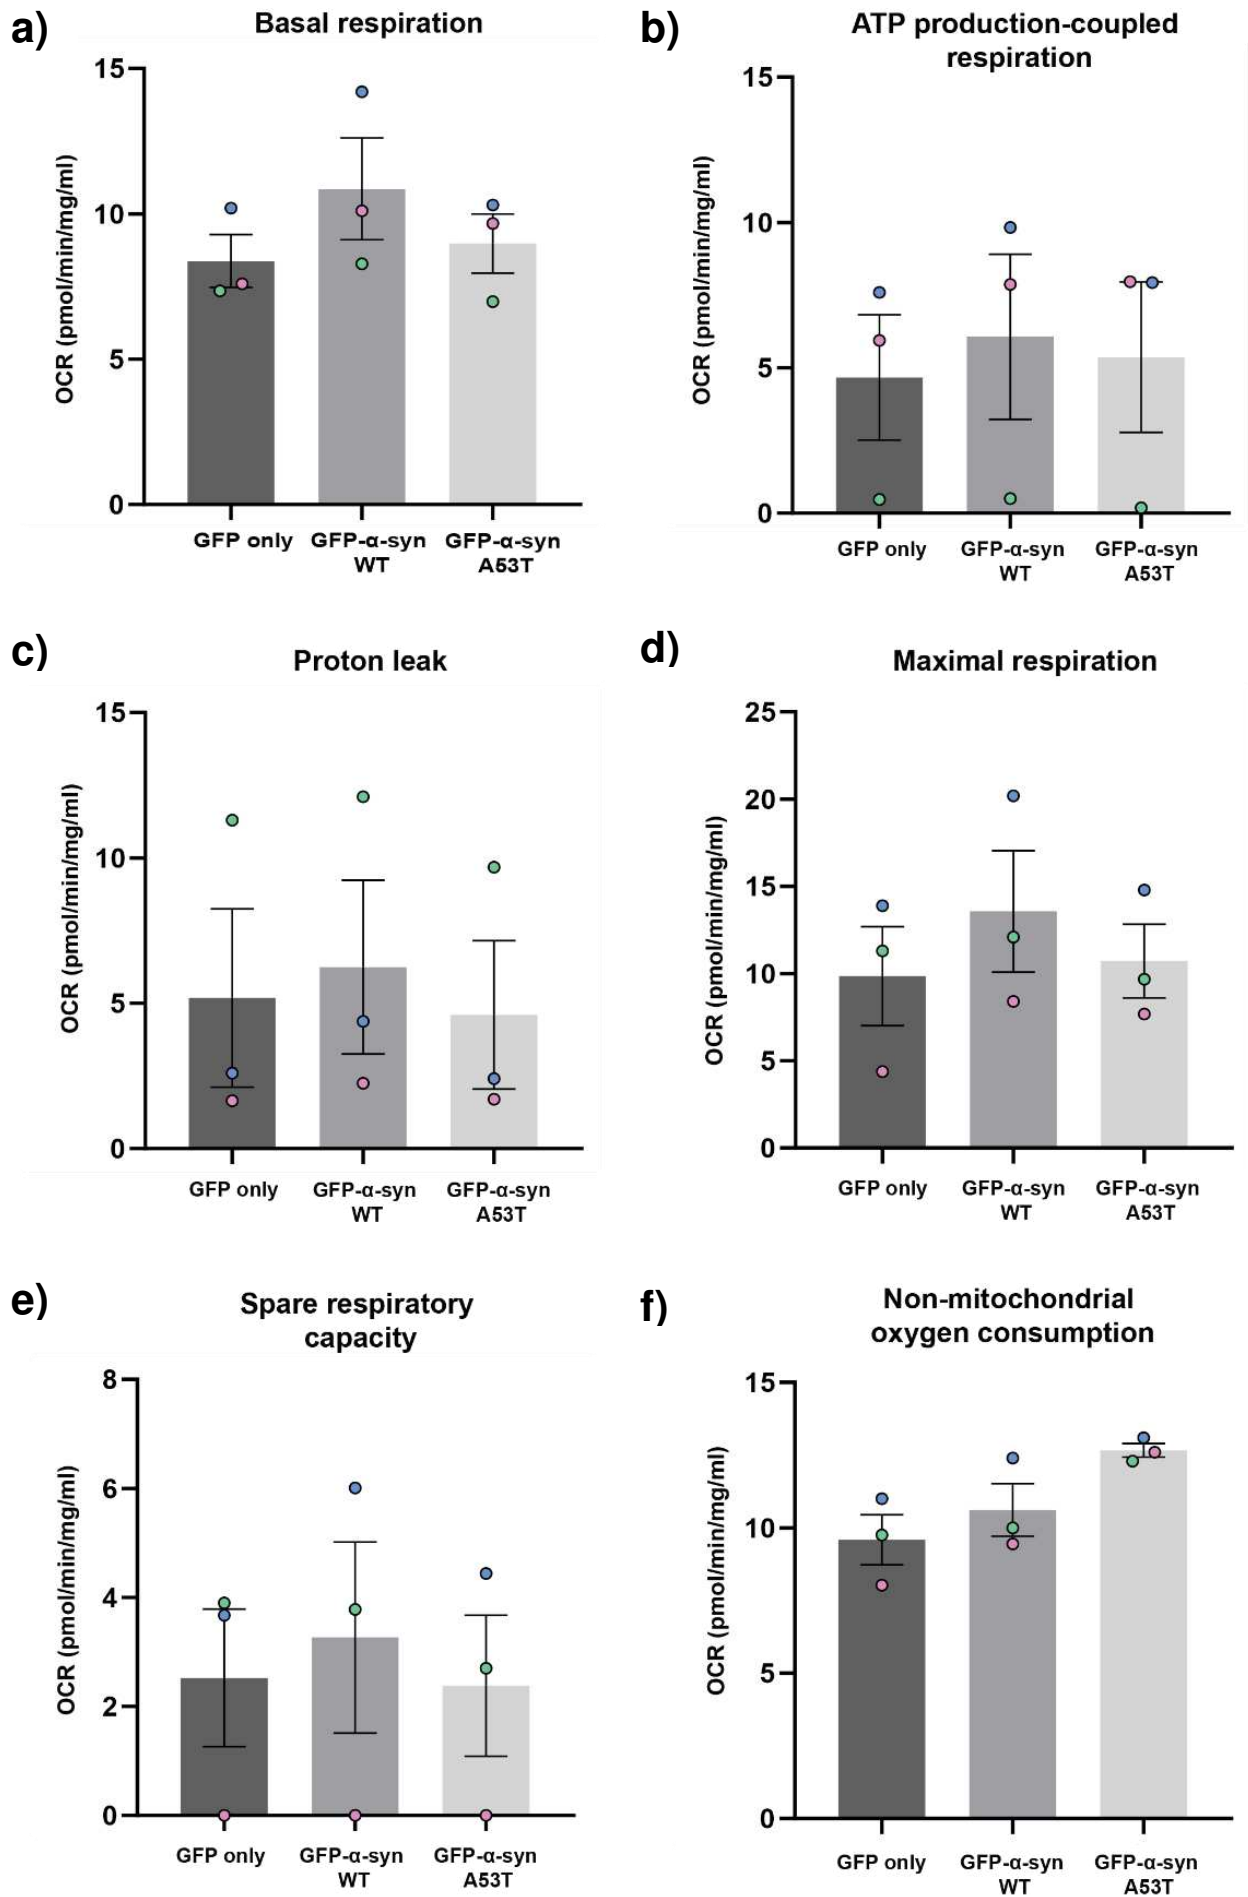 a)
Basal respiration
15
10
5
0
OCR (pmol/min/mg/ml)
GFP only
GFP-α-syn
WT
GFP-α-syn
A53T
b)
ATP production-coupled
respiration
15
10
5
0
OCR (pmol/min/mg/ml)
GFP only
GFP-α-syn
WT
GFP-α-syn
A53T
c)
Proton leak
15
10
5
0
OCR (pmol/min/mg/ml)
GFP only
GFP-α-syn
WT
GFP-α-syn
A53T
d)
Maximal respiration
25
20
15
10
5
0
OCR (pmol/min/mg/ml)
GFP only
GFP-α-syn
WT
GFP-α-syn
A53T
e)
Spare respiratory
capacity
8
6
4
2
0
OCR (pmol/min/mg/ml)
GFP only
GFP-α-syn
WT
GFP-α-syn
A53T
f)
Non-mitochondrial
oxygen consumption
15
10
5
0
OCR (pmol/min/mg/ml)
GFP only
GFP-α-syn
WT
GFP-α-syn
A53T